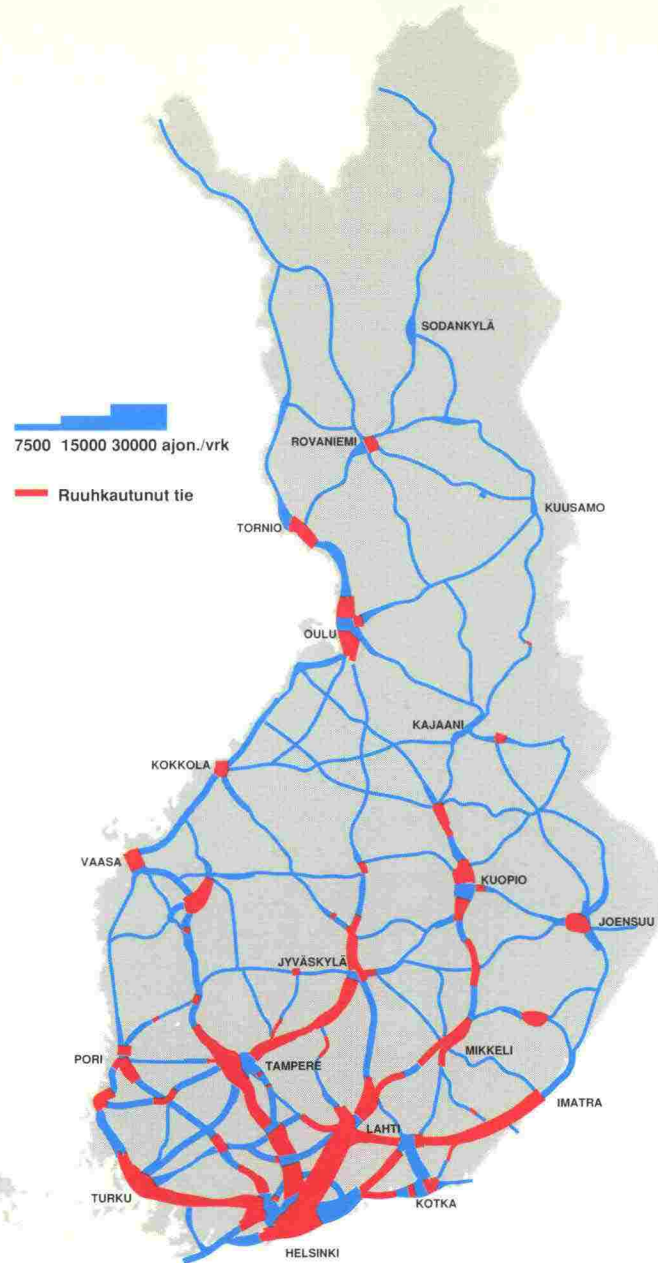 SODANKYLÄ
7500 15000 30000 ajon./vrk
ROVANIEMI
Ruuhkautunut tie
KUUSAMO
TORNIO
OULU
KAJAANI
KOKKOLA
VAASA
KUOPIO
JOENSUU
JYVÄSKYLÄ
MIKKELI
PORI
TAMPERE
IMATRA
LAHTI
TURKU
KOTKA
HELSINKI